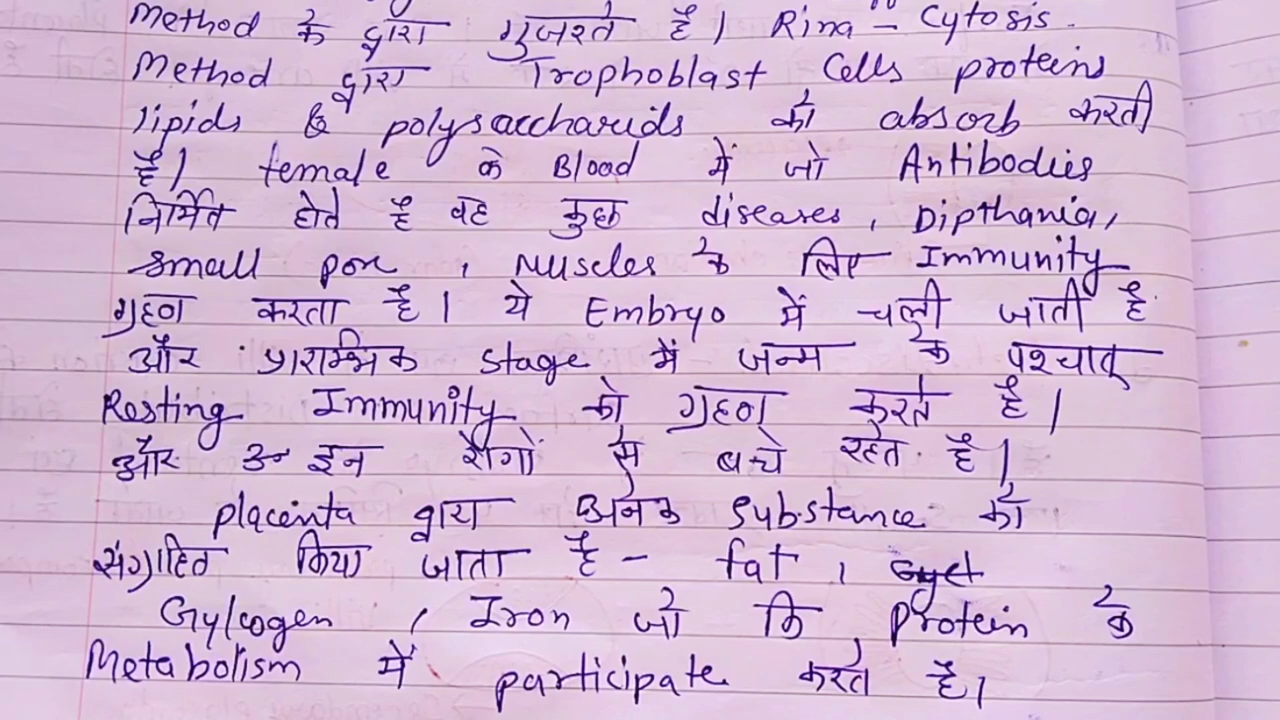 Method के द्वारा गुजरते है। Rina - Cytosis.
Method द्वारा Trophoblast Cells proteins
lipids & polysaccharids को absorb करती
है। female के Blood में जो Antibodies
निर्मित होते है वह कुछ diseases, Dipthania,
Small pox, Muscles के लिए Immunity
ग्रहण करता है। ये Embryo में चली जाती है
और प्रारम्भिक stage में जन्म के पश्चात्
Resting Immunity को ग्रहण करते है।
और इन रोगों से बचे रहते है।
placenta द्वारा अनेक Substance को
संग्रहित किया जाता है - fat,
Gylcogen, Iron जो कि Protein के
Metabolism में participate करते है।